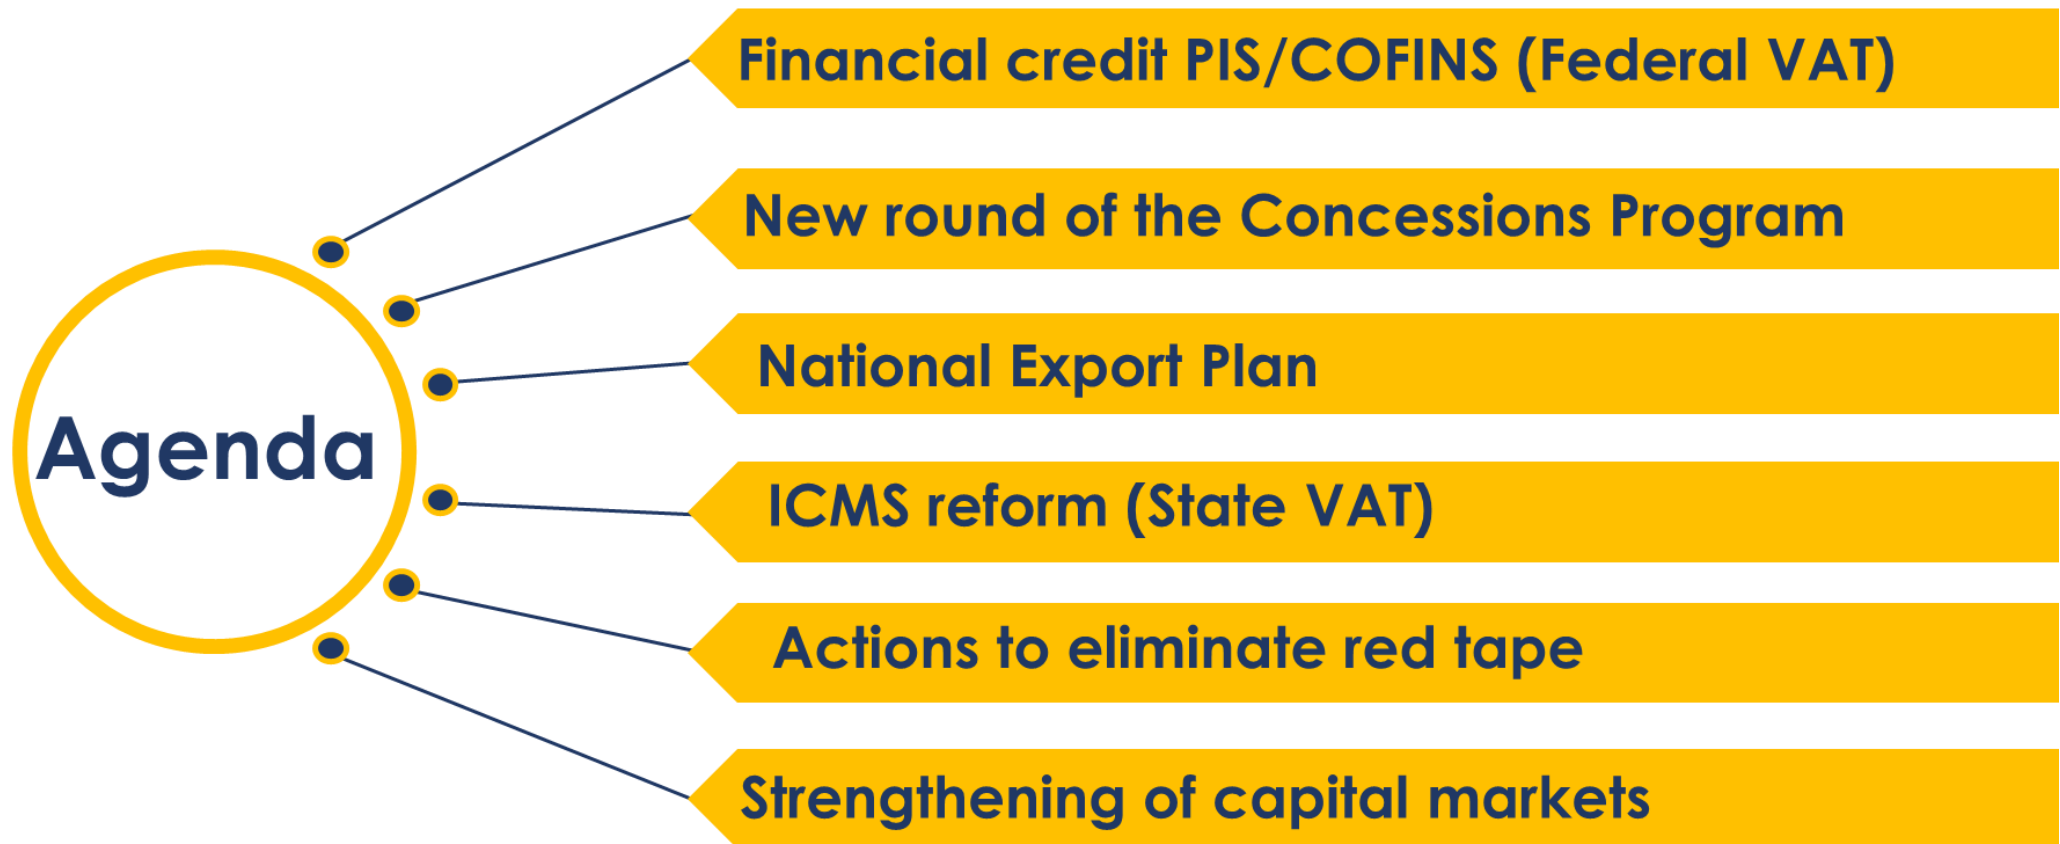 Agenda
Financial credit PIS/COFINS (Federal VAT)
New round of the Concessions Program
National Export Plan
ICMS reform (State VAT)
Actions to eliminate red tape
Strengthening of capital markets